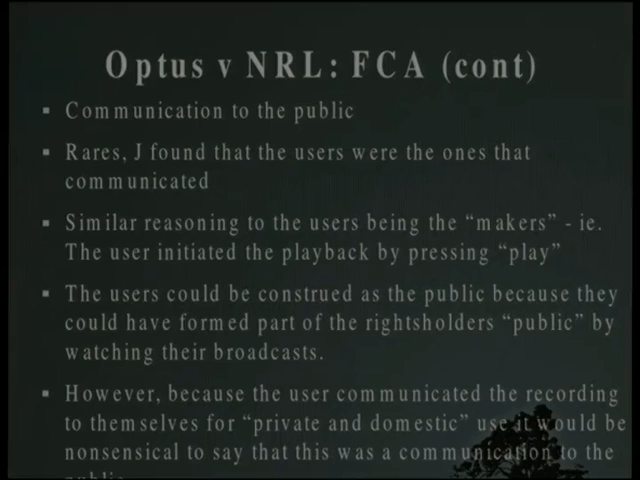 Optus v NRL: FCA (cont)
▪ Communication to the public
▪ Rares, J found that the users were the ones that
communicated
▪ Similar reasoning to the users being the “makers” - ie.
The user initiated the playback by pressing “play”
▪ The users could be construed as the public because they
could have formed part of the rightsholders “public” by
watching their broadcasts.
▪ However, because the user communicated the recording
to themselves for “private and domestic” use it would be
nonsensical to say that this was a communication to the
public